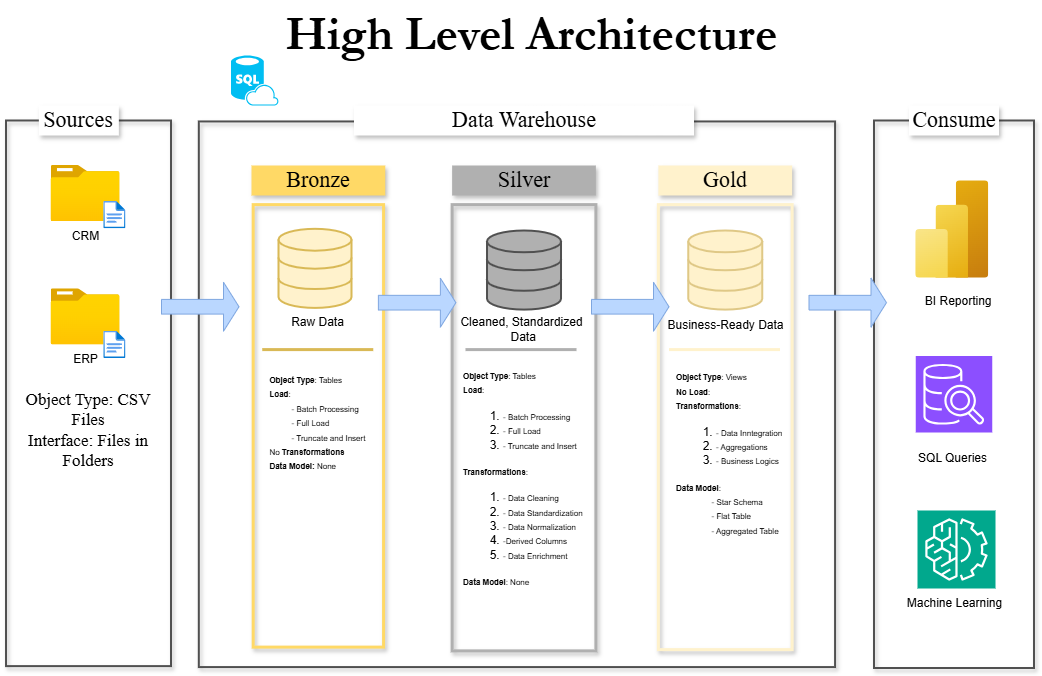 High Level Architecture
SQL
Sources
CRM
ERP
Object Type: CSV
Files
Interface: Files in
Folders
Data Warehouse
Bronze
Raw Data
Object Type: Tables
Load:
- Batch Processing
- Full Load
- Truncate and Insert
No Transformations
Data Model: None
Silver
Cleaned, Standardized
Data
Object Type: Tables
Load:
1. - Batch Processing
2. - Full Load
3. - Truncate and Insert
Transformations:
1. - Data Cleaning
2. - Data Standardization
3. - Data Normalization
4. -Derived Columns
5. - Data Enrichment
Data Model: None
Gold
Business-Ready Data
Object Type: Views
No Load:
Transformations:
1. - Data Inntegration
2. - Aggregations
3. - Business Logics
Data Model:
- Star Schema
- Flat Table
- Aggregated Table
Consume
BI Reporting
SQL Queries
Machine Learning